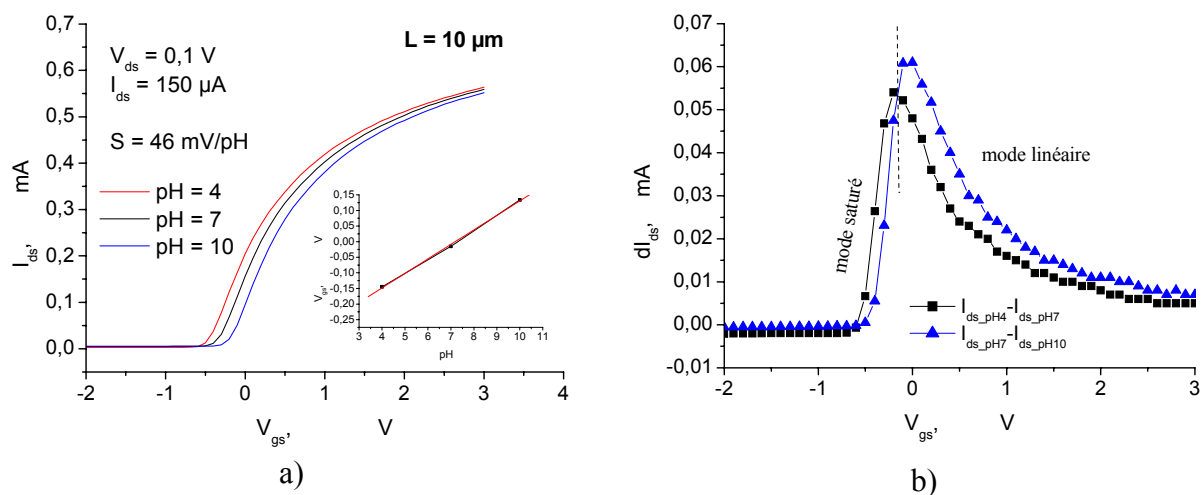 L = 10 µm
V_ds = 0,1 V
I_ds = 150 µA
S = 46 mV/pH
pH = 4
pH = 7
pH = 10
0,7
0,6
0,5
0,4
0,3
0,2
0,1
0,0
I_ds, mA
-2 -1 0 1 2 3 4
V_gs, V
0,15
0,10
0,05
0,00
-0,05
-0,10
-0,15
-0,20
-0,25
V_gs, V
3 4 5 6 7 8 9 10 11
pH
a)
0,07
0,06
0,05
0,04
0,03
0,02
0,01
0,00
-0,01
dI_ds, mA
mode saturé
mode linéaire
I_ds_pH4-I_ds_pH7
I_ds_pH7-I_ds_pH10
-2 -1 0 1 2 3
V_gs, V
b)